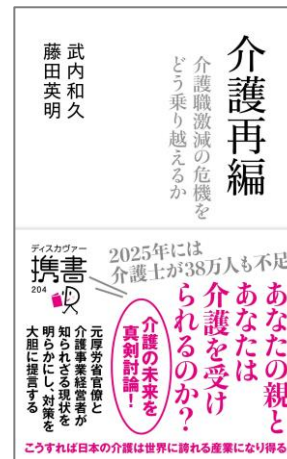 介護再編
介護職激減の危機を
どう乗り越えるか
武内和久
藤田英明
ディスカヴァー
携書
204
2025年には
介護士が38万人も不足
あなたの親と
あなたは
介護を受け
られるのか？
介護の未来を
真剣討論！
元厚労省官僚と
介護事業経営者が
知られざる現状を
明らかにし、対策を
大胆に提言する
こうすれば日本の介護は世界に誇れる産業になり得る